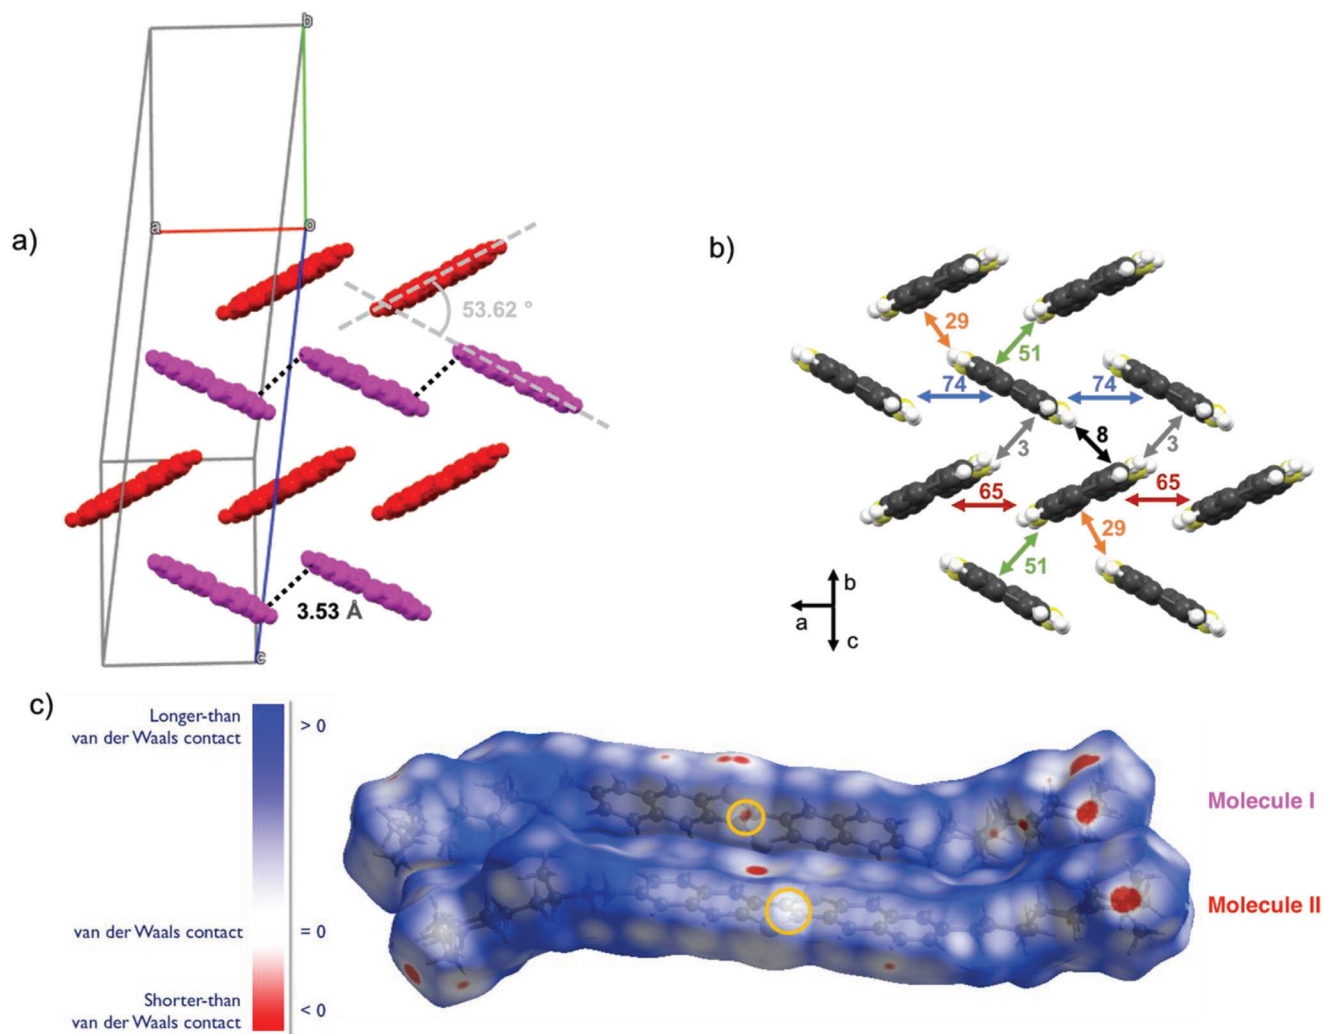 a)
b
a
o
53.62 °
3.53 Å
c
b)
29
51
74
74
8
3
3
65
65
29
51
b
a
c
c)
Longer-than
van der Waals contact
> 0
van der Waals contact
= 0
Shorter-than
van der Waals contact
< 0
Molecule I
Molecule II